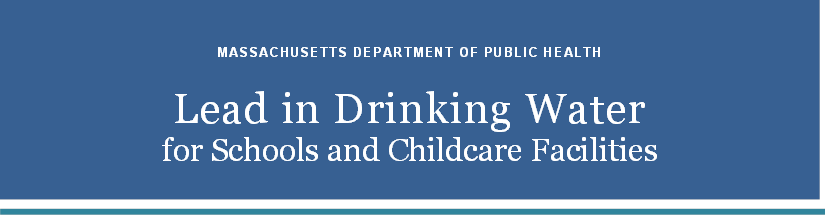 MASSACHUSETTS DEPARTMENT OF PUBLIC HEALTH
Lead in Drinking Water
for Schools and Childcare Facilities